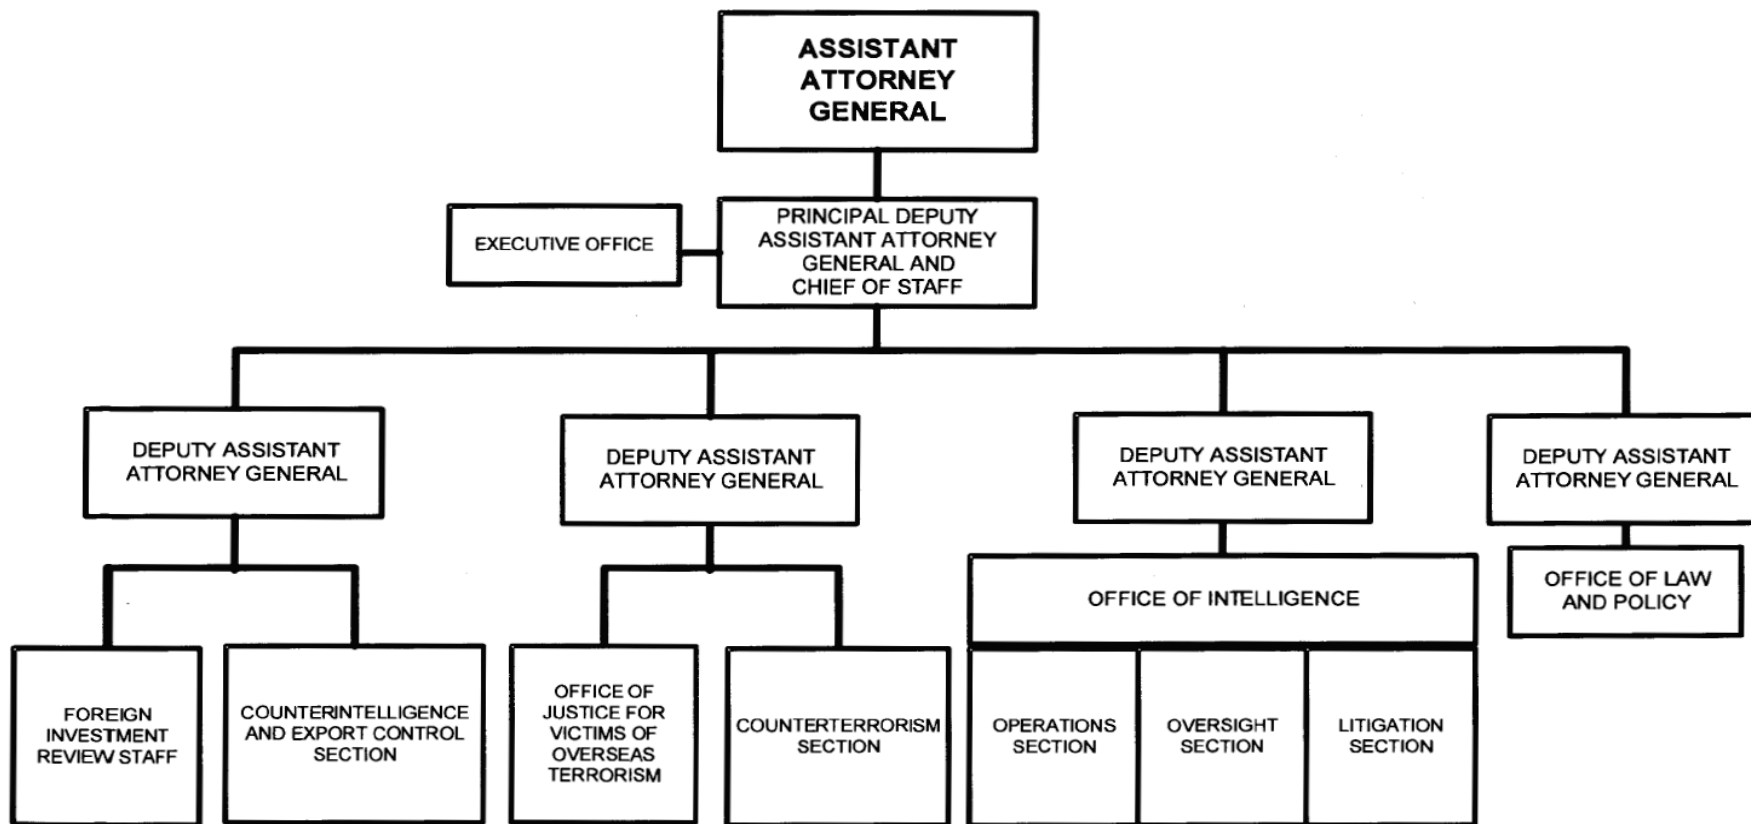 ASSISTANT
ATTORNEY
GENERAL
EXECUTIVE OFFICE
PRINCIPAL DEPUTY
ASSISTANT ATTORNEY
GENERAL AND
CHIEF OF STAFF
DEPUTY ASSISTANT
ATTORNEY GENERAL
DEPUTY ASSISTANT
ATTORNEY GENERAL
DEPUTY ASSISTANT
ATTORNEY GENERAL
DEPUTY ASSISTANT
ATTORNEY GENERAL
FOREIGN
INVESTMENT
REVIEW STAFF
COUNTERINTELLIGENCE
AND EXPORT CONTROL
SECTION
OFFICE OF
JUSTICE FOR
VICTIMS OF
OVERSEAS
TERRORISM
COUNTERTERRORISM
SECTION
OFFICE OF INTELLIGENCE
OPERATIONS
SECTION
OVERSIGHT
SECTION
LITIGATION
SECTION
OFFICE OF LAW
AND POLICY